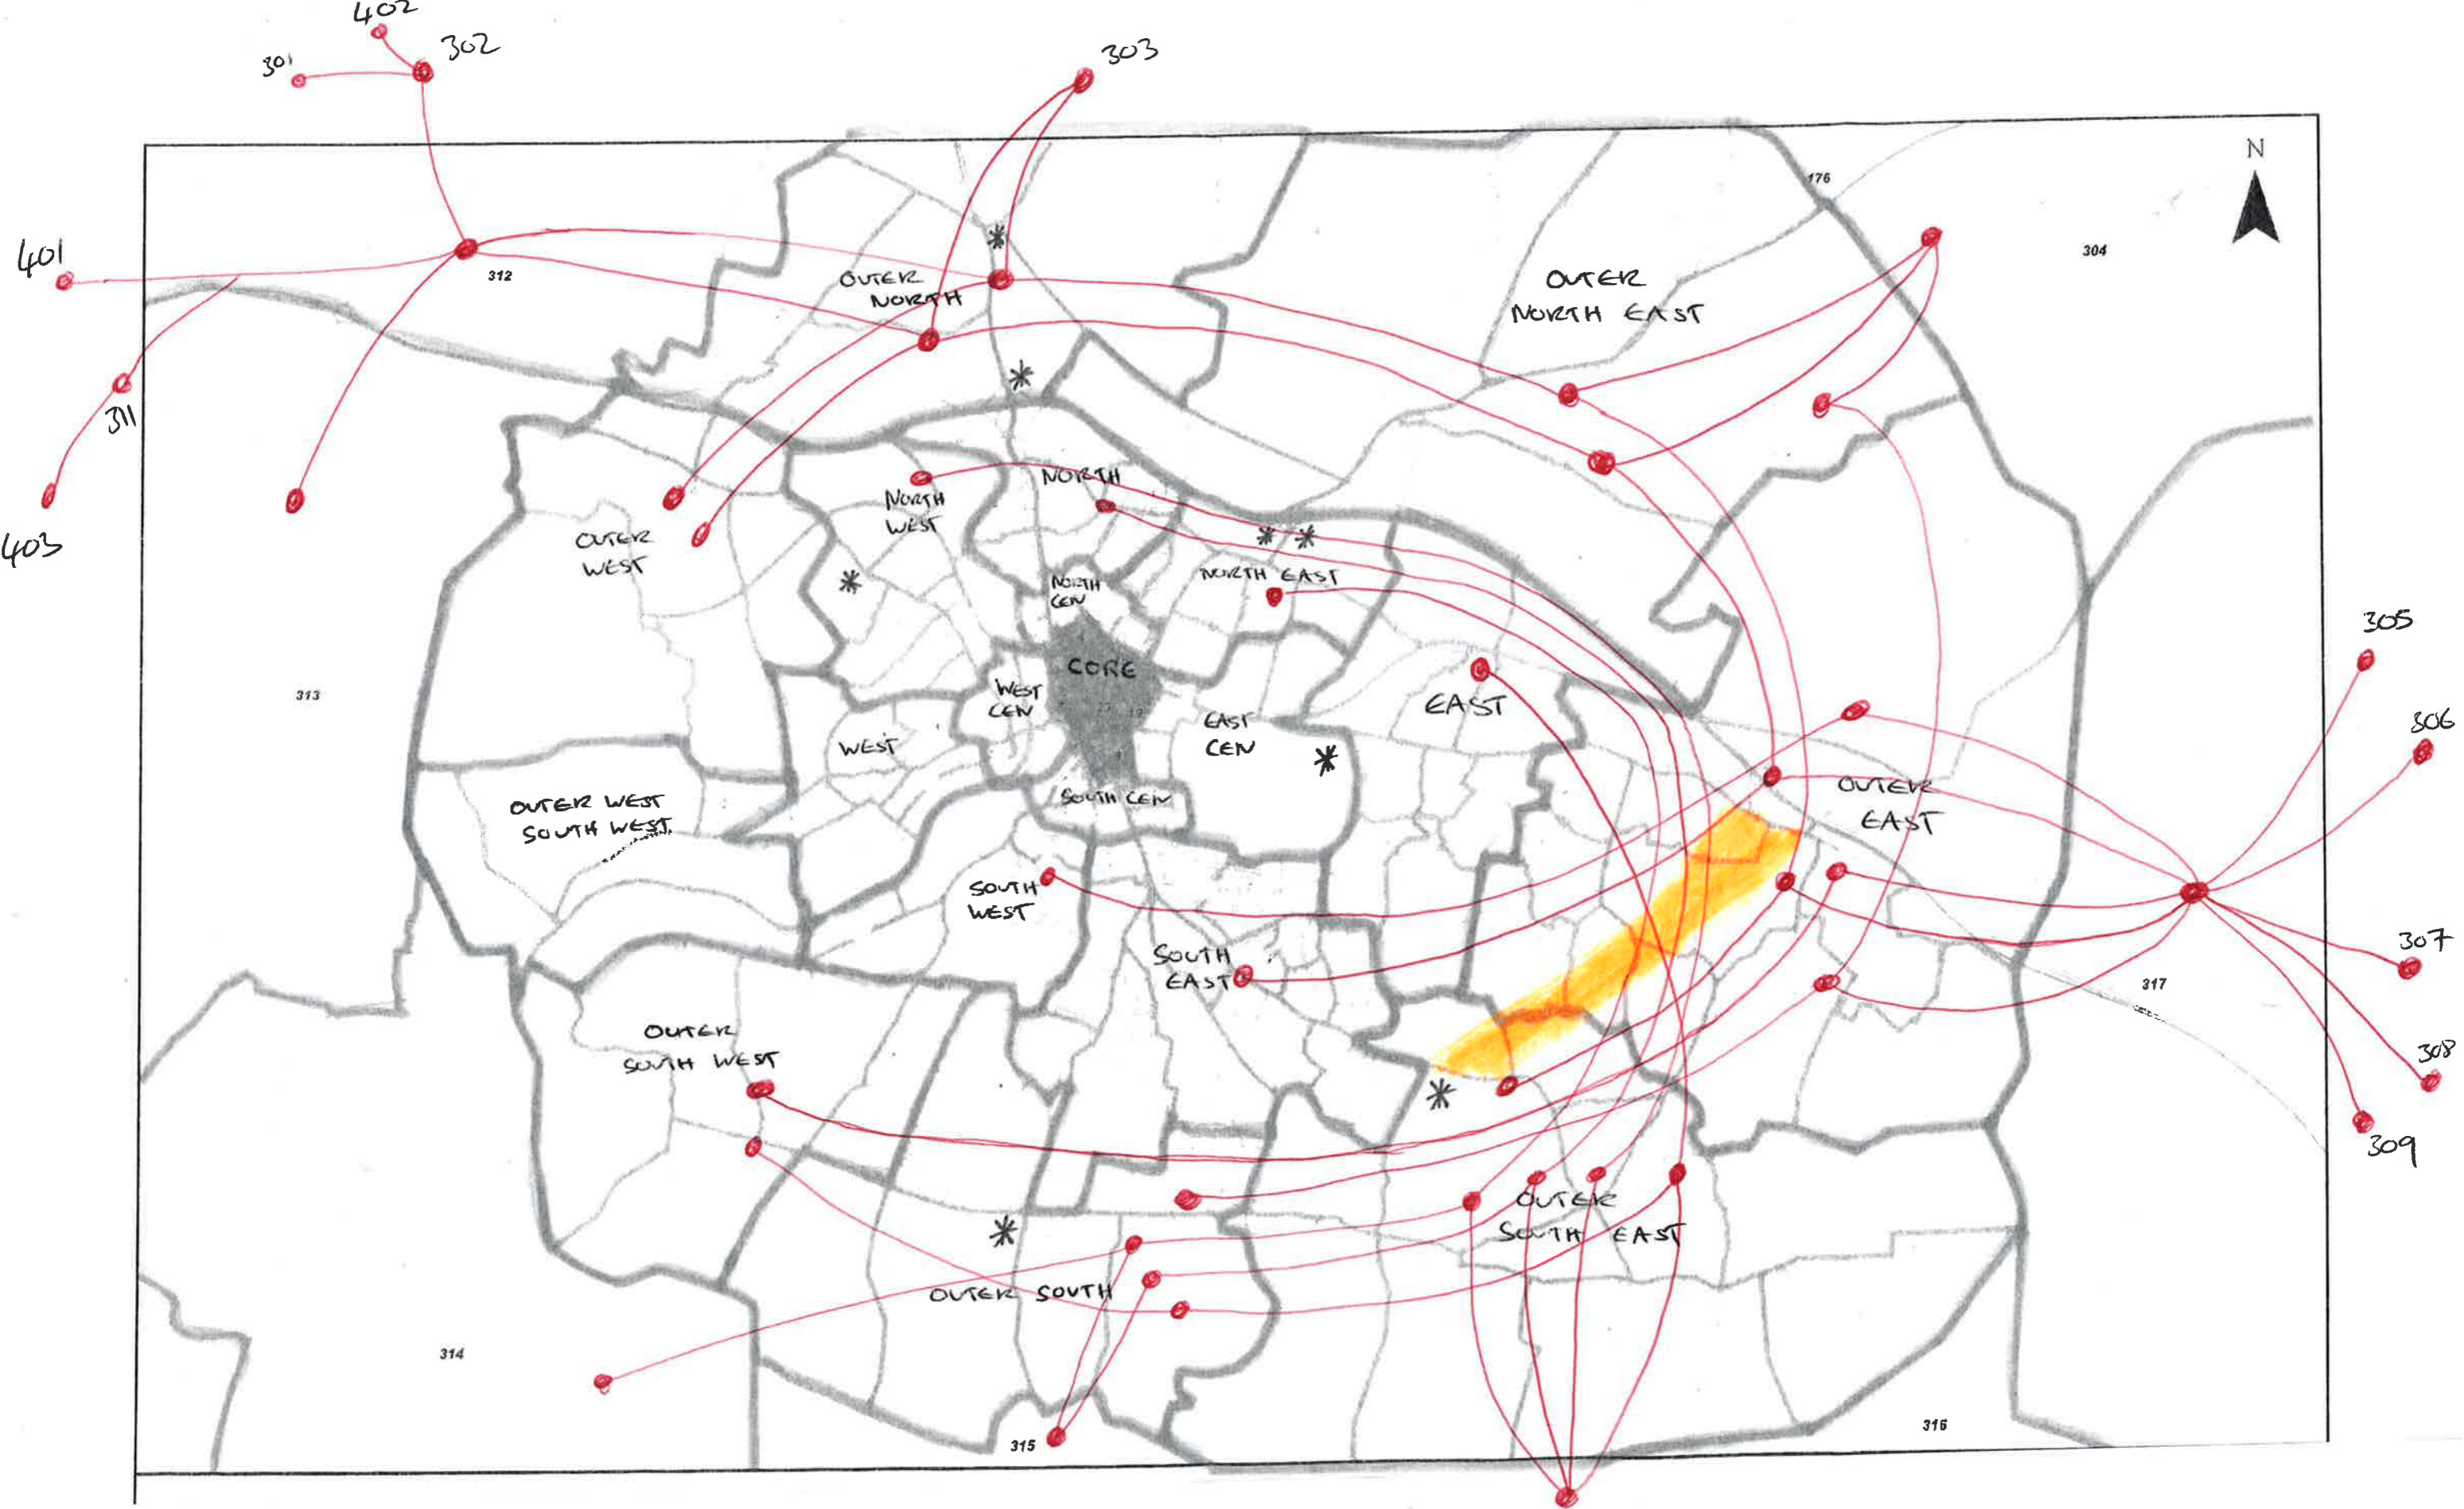 402
302
301
303
N
176
304
401
312
OUTER
NORTH
OUTER
NORTH EAST
311
403
OUTER
WEST
NORTH
WEST
NORTH
NORTH
CEN
NORTH EAST
305
306
313
CORE
WEST
CEN
EAST
CEN
EAST
WEST
SOUTH CEN
OUTER
EAST
OUTER WEST
SOUTH WEST
SOUTH
WEST
SOUTH
EAST
307
317
308
309
OUTER
SOUTH WEST
OUTER
SOUTH EAST
OUTER SOUTH
314
315
316